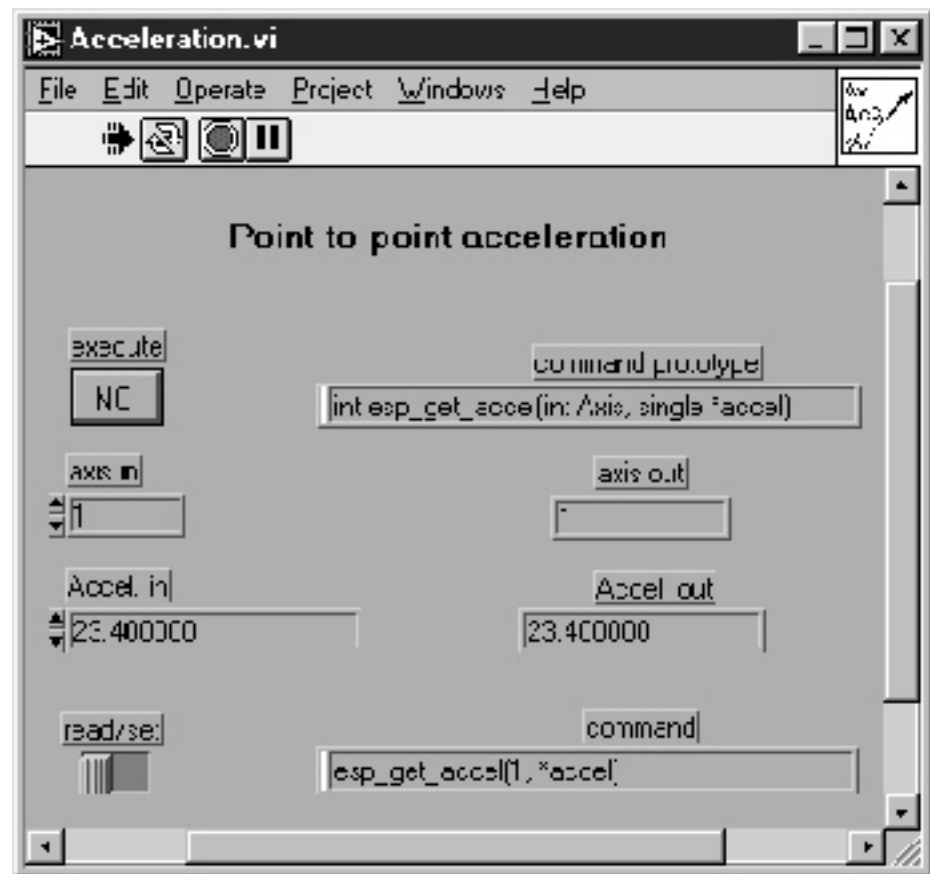 Acceleration.vi
File Edit Operate Project Windows Help
Point to point acceleration
execute
NO
command prototype
int esp_get_accel(int Axis, single *accel)
axis in
1
axis out
Accel. in
23.400000
Accel out
23.400000
read/set
command
esp_get_accel(1, *accel)